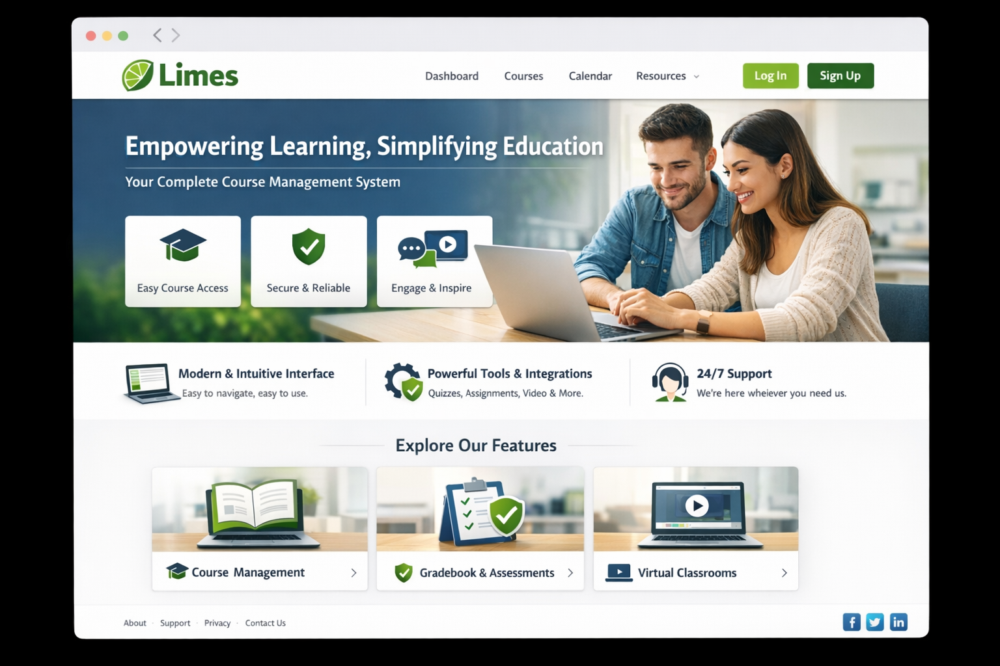 Limes
Dashboard
Courses
Calendar
Resources
Log In
Sign Up
Empowering Learning, Simplifying Education
Your Complete Course Management System
Easy Course Access
Secure & Reliable
Engage & Inspire
Modern & Intuitive Interface
Easy to navigate, easy to use.
Powerful Tools & Integrations
Quizzes, Assignments, Video & More.
24/7 Support
We're here wheiever you need us.
Explore Our Features
Course Management
Gradebook & Assessments
Virtual Classrooms
About · Support · Privacy · Contact Us
f
in